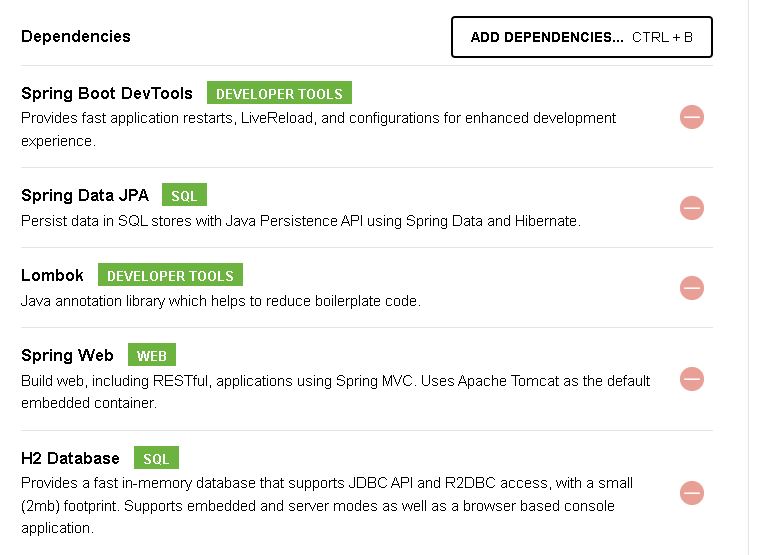 Dependencies
ADD DEPENDENCIES... CTRL + B
Spring Boot DevTools DEVELOPER TOOLS
Provides fast application restarts, LiveReload, and configurations for enhanced development
experience.
Spring Data JPA SQL
Persist data in SQL stores with Java Persistence API using Spring Data and Hibernate.
Lombok DEVELOPER TOOLS
Java annotation library which helps to reduce boilerplate code.
Spring Web WEB
Build web, including RESTful, applications using Spring MVC. Uses Apache Tomcat as the default
embedded container.
H2 Database SQL
Provides a fast in-memory database that supports JDBC API and R2DBC access, with a small
(2mb) footprint. Supports embedded and server modes as well as a browser based console
application.